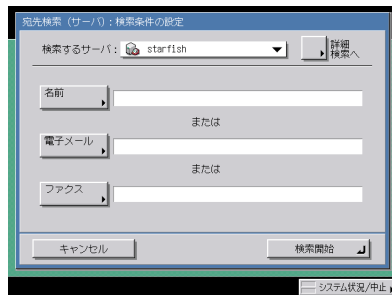 宛先検索（サーバ）：検索条件の設定
検索するサーバ： starfish
詳細
検索へ
名前
または
電子メール
または
ファクス
キャンセル
検索開始
システム状況/中止